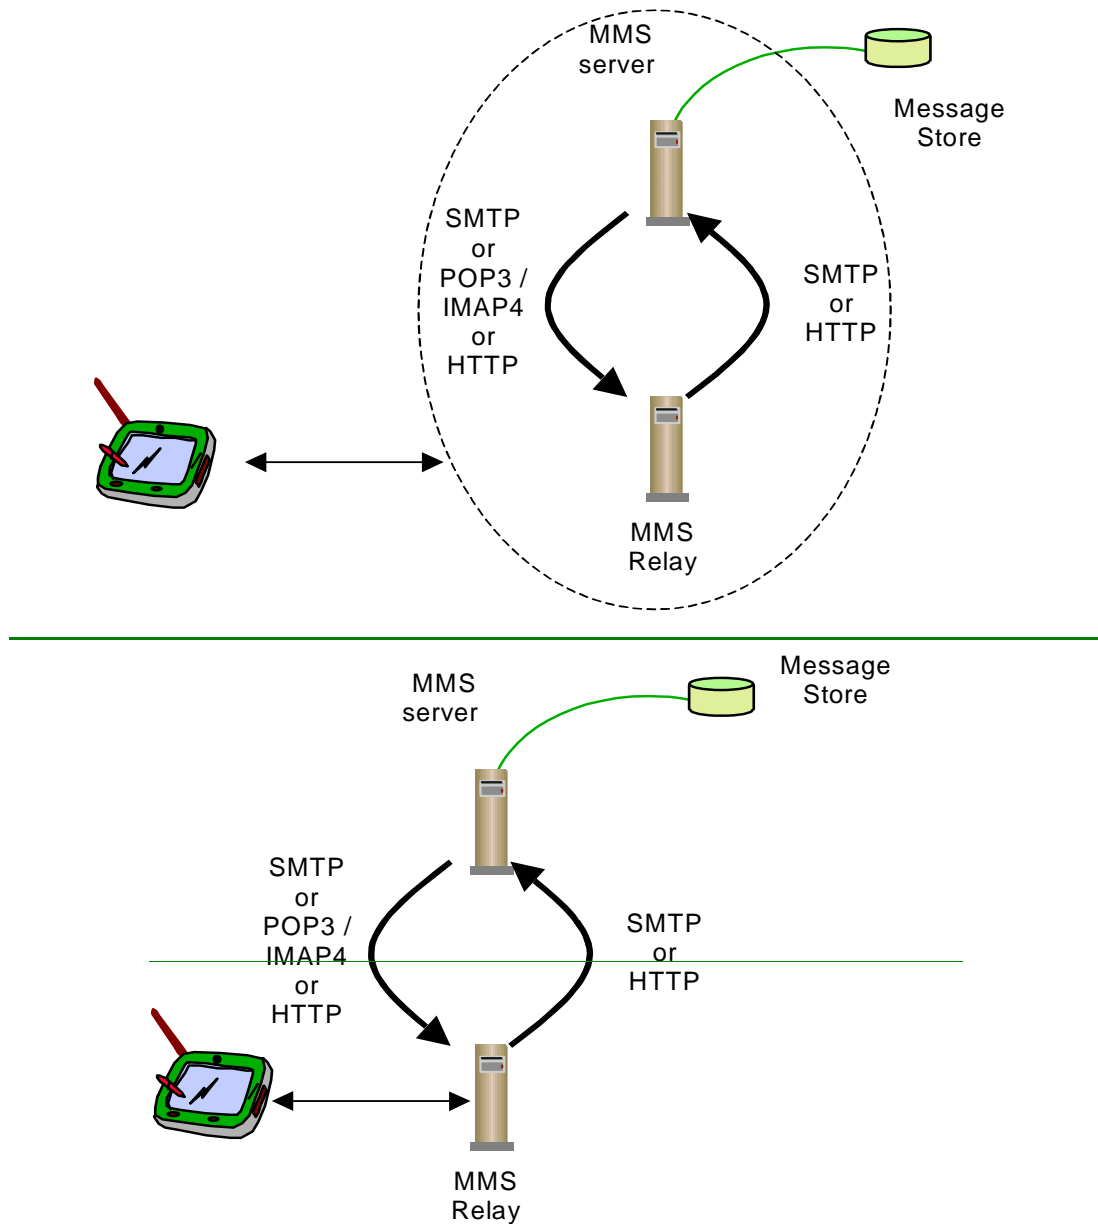 MMS
server
Message
Store
SMTP
or
POP3 /
IMAP4
or
HTTP
SMTP
or
HTTP
MMS
Relay
Message
Store
MMS
server
SMTP
or
POP3 /
IMAP4
or
HTTP
SMTP
or
HTTP
MMS
Relay